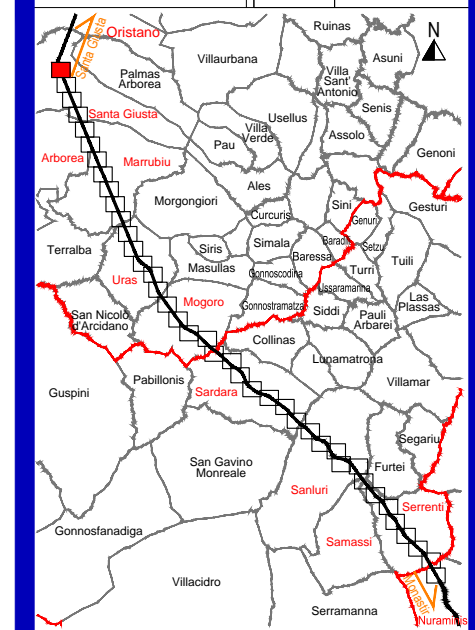 Ruinas
N
Oristano
Santa Giusta
Villaurbana
Asuni
Palmas
Arborea
Villa
Sant'
Antonio
Senis
Santa Giusta
Usellus
Villa
Verde
Assolo
Pau
Genoni
Arborea
Marrubiu
Ales
Morgongiori
Curcuris
Sini
Gesturi
Genuri
Terralba
Siris
Simala
Baradili
Setzu
Masullas
Baressa
Tuili
Gonnoscodina
Turri
Uras
Ussaramanna
Mogoro
Gonnostramatza
Siddi
Las
Plassas
San Nicolò
d'Arcidano
Pauli
Arbarei
Collinas
Lunamatrona
Pabillonis
Villamar
Guspini
Sardara
Segariu
San Gavino
Monreale
Furtei
Sanluri
Serrenti
Gonnosfanadiga
Samassi
Villacidro
Monastir
Serramanna
Nuraminis